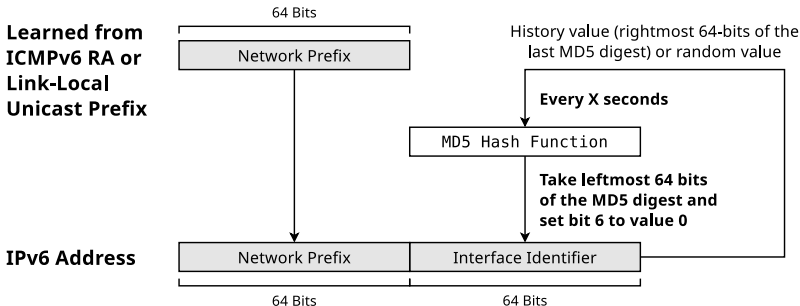 64 Bits
Learned from
ICMPv6 RA or
Link-Local
Unicast Prefix
Network Prefix
History value (rightmost 64-bits of the
last MD5 digest) or random value
Every X seconds
MD5 Hash Function
Take leftmost 64 bits
of the MD5 digest and
set bit 6 to value 0
IPv6 Address
Network Prefix
Interface Identifier
64 Bits
64 Bits